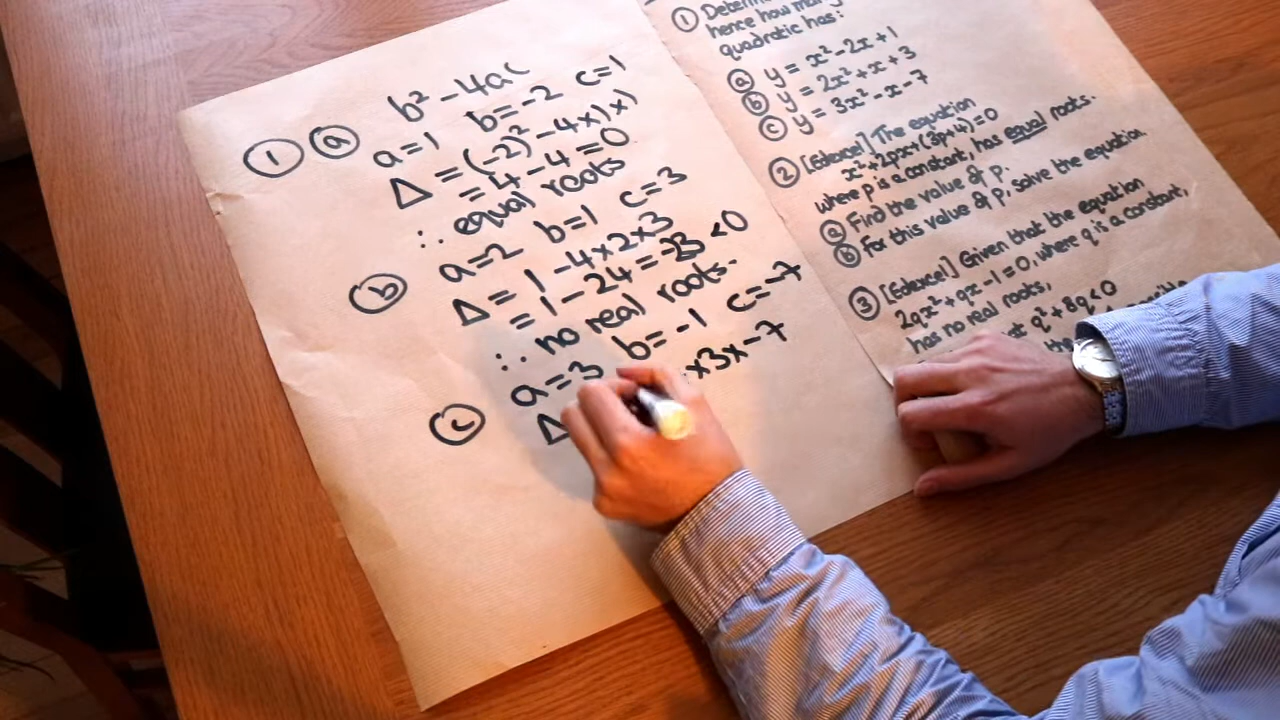 b² - 4ac
① ⓐ a=1 b=-2 c=1
Δ = (-2)² - 4×1×1
= 4 - 4 = 0
∴ equal roots
ⓑ a=2 b=1 c=3
Δ = 1 - 4×2×3
= 1 - 24 = -23 < 0
∴ no real roots.
ⓒ a=3 b=-1 c=-7
Δ ×3×-7
①
hence how
quadratic has:
ⓐ y = x² - 2x + 1
ⓑ y = 2x² + x + 3
ⓒ y = 3x² - x - 7
② [Edexcel] The equation
x² + 2px + (3p+4) = 0
where p is a constant, has equal roots.
ⓐ Find the value of p.
ⓑ For this value of p, solve the equation.
③ [Edexcel] Given that the equation
2qx² + qx - 1 = 0, where q is a constant,
has no real roots,
q² + 8q < 0
the